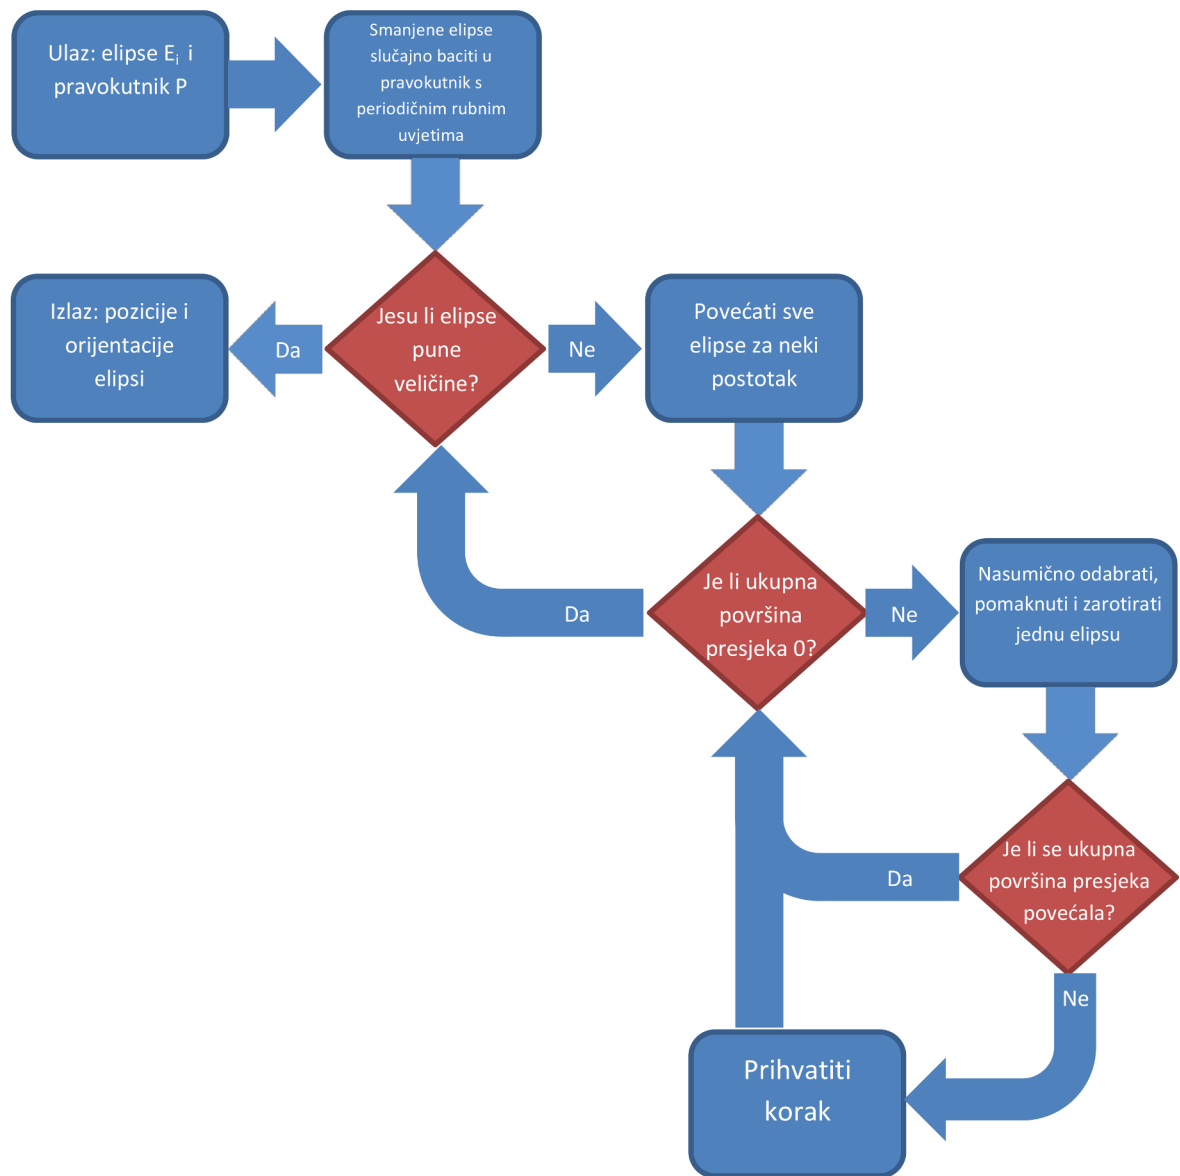 Ulaz: elipse Ei i
pravokutnik P
Smanjene elipse
slučajno baciti u
pravokutnik s
periodičnim rubnim
uvjetima
Izlaz: pozicije i
orijentacije
elipsi
Da
Jesu li elipse
pune
veličine?
Ne
Povećati sve
elipse za neki
postotak
Da
Je li ukupna
površina
presjeka 0?
Ne
Nasumično odabrati,
pomaknuti i zarotirati
jednu elipsu
Da
Je li se ukupna
površina presjeka
povećala?
Ne
Prihvatiti
korak